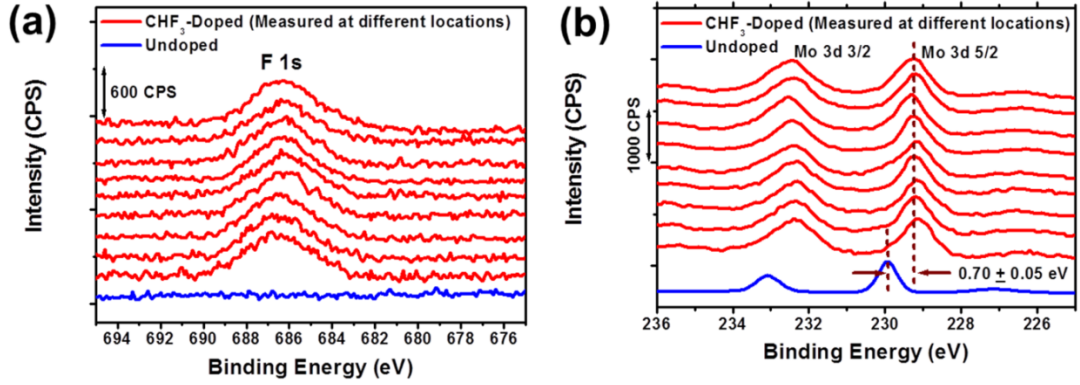 (a)
CHF3-Doped (Measured at different locations)
Undoped
F 1s
600 CPS
Intensity (CPS)
694 692 690 688 686 684 682 680 678 676
Binding Energy (eV)
(b)
CHF3-Doped (Measured at different locations)
Undoped
Mo 3d 3/2
Mo 3d 5/2
1000 CPS
Intensity (CPS)
0.70 ± 0.05 eV
236 234 232 230 228 226
Binding Energy (eV)